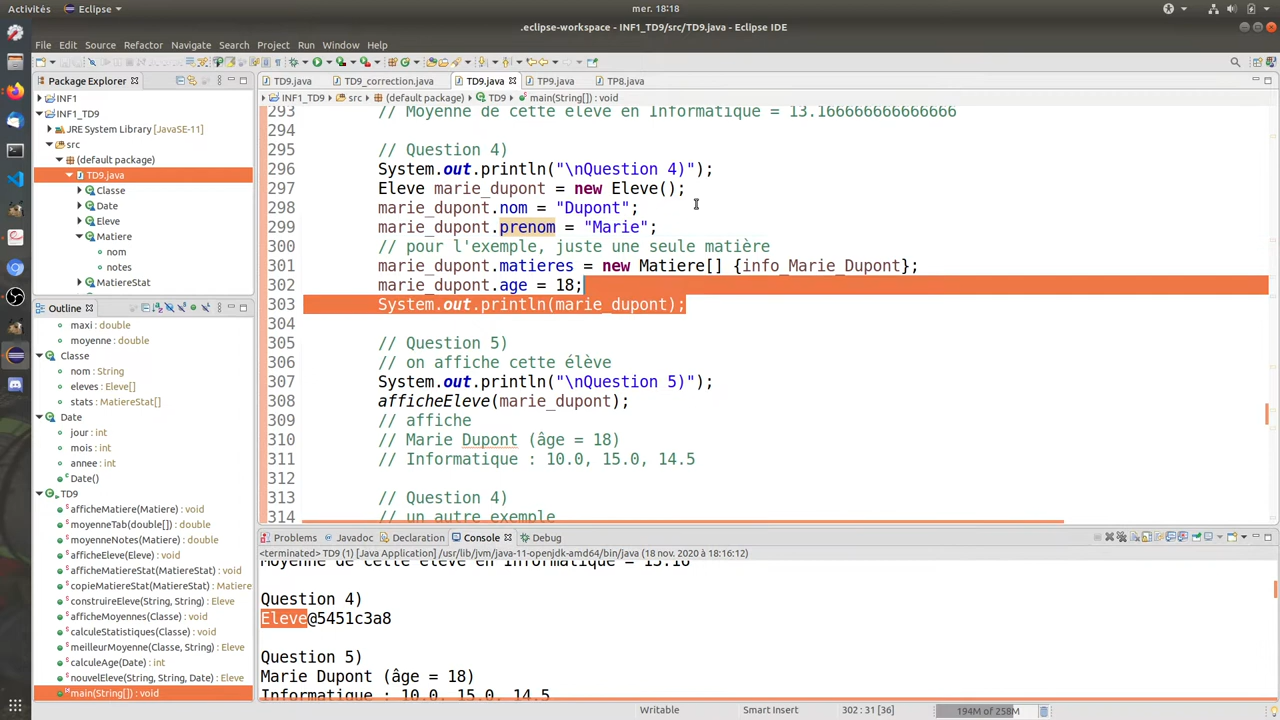 Activités Eclipse mer. 18:18
.eclipse-workspace - INF1_TD9/src/TD9.java - Eclipse IDE
File Edit Source Refactor Navigate Search Project Run Window Help
Package Explorer
INF1
INF1_TD9
JRE System Library [JavaSE-11]
src
(default package)
TD9.java
Classe
Date
Eleve
Matiere
nom
notes
MatiereStat
Outline
maxi : double
moyenne : double
Classe
nom : String
eleves : Eleve[]
stats : MatiereStat[]
Date
jour : int
mois : int
annee : int
Date()
TD9
afficheMatiere(Matiere) : void
moyenneTab(double[]) : double
moyenneNotes(Matiere) : double
afficheEleve(Eleve) : void
afficheMatiereStat(MatiereStat) : void
copieMatiereStat(MatiereStat) : Matiere
construireEleve(String, String) : Eleve
afficheMoyennes(Classe) : void
calculeStatistiques(Classe) : void
meilleurMoyenne(Classe, String) : Eleve
calculeAge(Date) : int
nouvelEleve(String, String, Date) : Eleve
main(String[]) : void
TD9.java TD9_correction.java TD9.java TP9.java TP8.java
INF1_TD9 src (default package) TD9 main(String[]) : void
293 // Moyenne de cette eleve en Informatique = 13.166666666666666
294
295 // Question 4)
296 System.out.println("\nQuestion 4)");
297 Eleve marie_dupont = new Eleve();
298 marie_dupont.nom = "Dupont";
299 marie_dupont.prenom = "Marie";
300 // pour l'exemple, juste une seule matière
301 marie_dupont.matieres = new Matiere[] {info_Marie_Dupont};
302 marie_dupont.age = 18;
303 System.out.println(marie_dupont);
304
305 // Question 5)
306 // on affiche cette élève
307 System.out.println("\nQuestion 5)");
308 afficheEleve(marie_dupont);
309 // affiche
310 // Marie Dupont (âge = 18)
311 // Informatique : 10.0, 15.0, 14.5
312
313 // Question 4)
314 // un autre exemple
Problems Javadoc Declaration Console Debug
<terminated> TD9 (1) [Java Application] /usr/lib/jvm/java-11-openjdk-amd64/bin/java (18 nov. 2020 à 18:16:12)
Moyenne de cette eleve en Informatique = 13.16
Question 4)
Eleve@5451c3a8
Question 5)
Marie Dupont (âge = 18)
Informatique : 10.0, 15.0, 14.5
Writable Smart Insert 302 : 31 [36] 194M of 258M